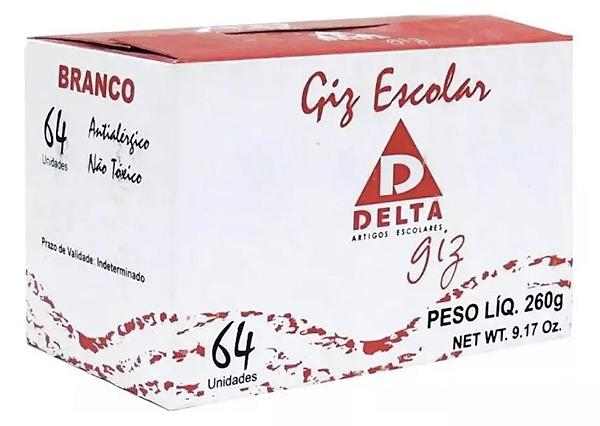 BRANCO
64
Unidades
Antialérgico
Não Tóxico
Prazo de Validade: Indeterminado
64
Unidades
Giz Escolar
D
DELTA
ARTIGOS ESCOLARES
giz
PESO LÍQ. 260g
NET WT. 9.17 Oz.